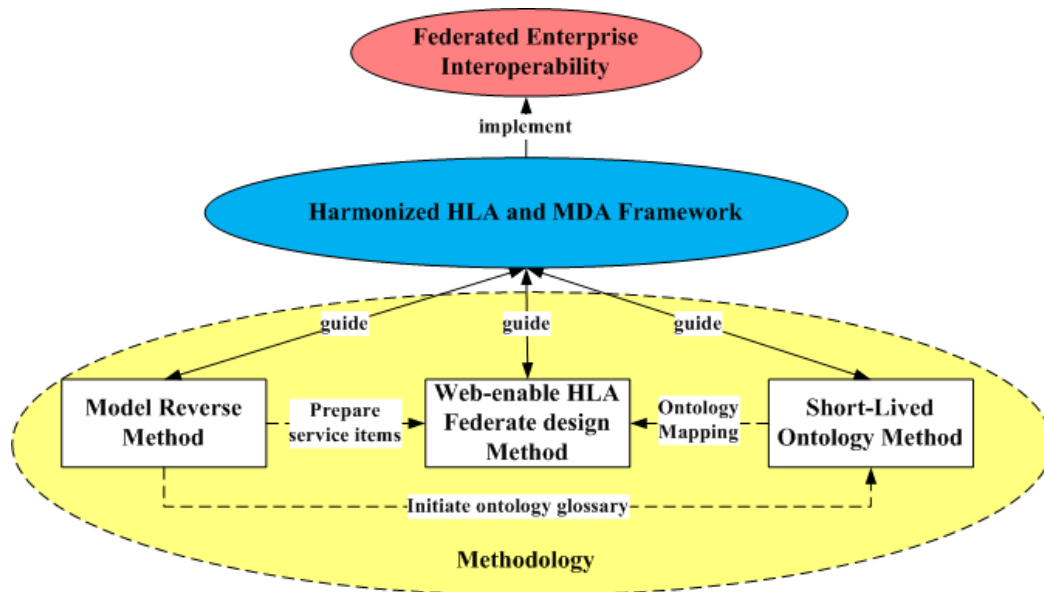 Federated Enterprise
Interoperability
implement
Harmonized HLA and MDA Framework
guide
guide
guide
Model Reverse
Method
Prepare
service items
Web-enable HLA
Federate design
Method
Ontology
Mapping
Short-Lived
Ontology Method
Initiate ontology glossary
Methodology